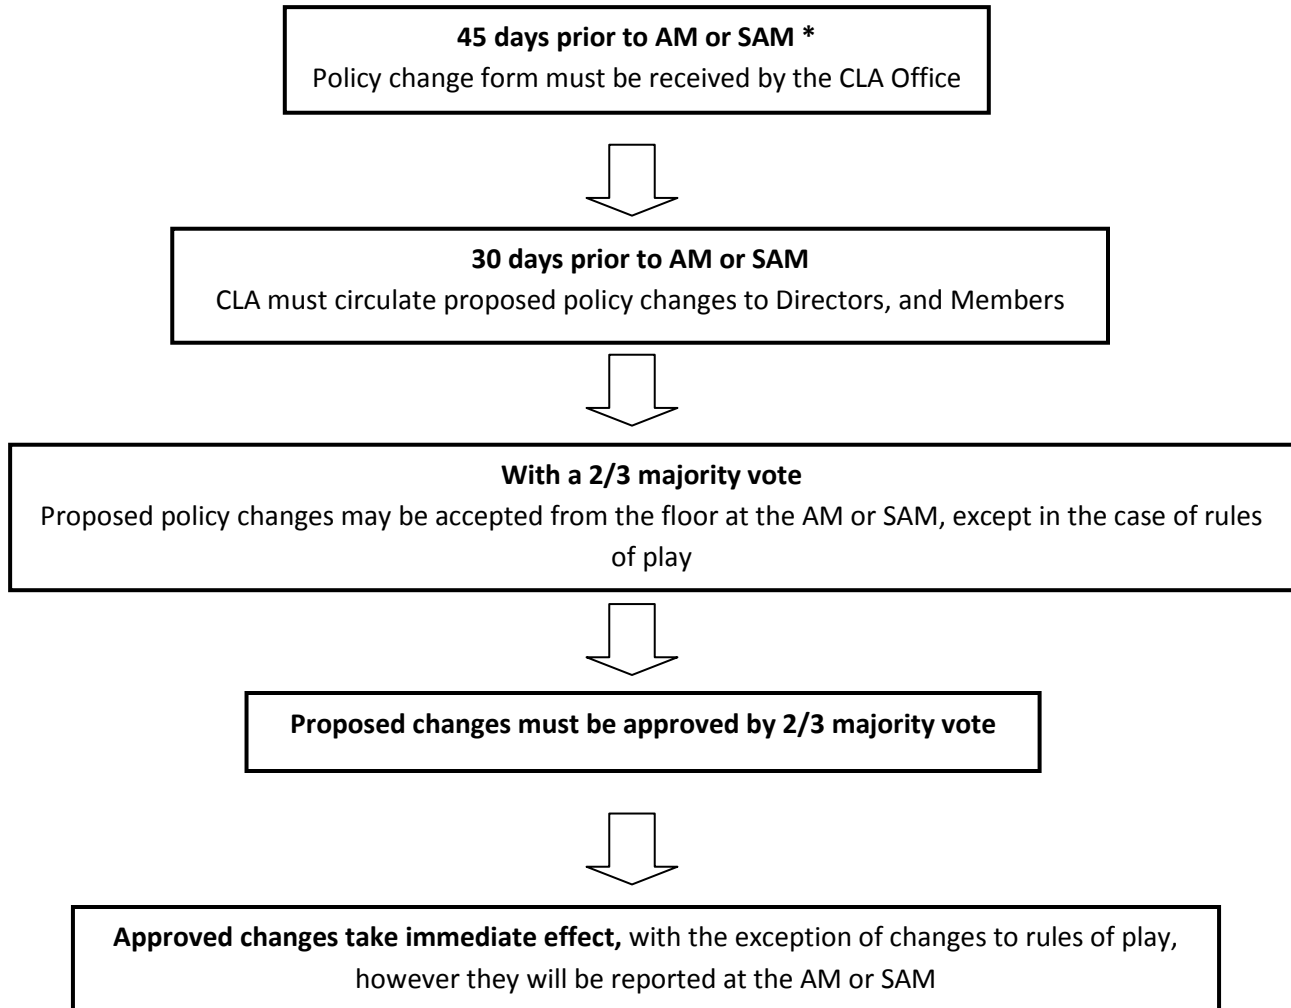 45 days prior to AM or SAM *
Policy change form must be received by the CLA Office
30 days prior to AM or SAM
CLA must circulate proposed policy changes to Directors, and Members
With a 2/3 majority vote
Proposed policy changes may be accepted from the floor at the AM or SAM, except in the case of rules
of play
Proposed changes must be approved by 2/3 majority vote
Approved changes take immediate effect, with the exception of changes to rules of play,
however they will be reported at the AM or SAM